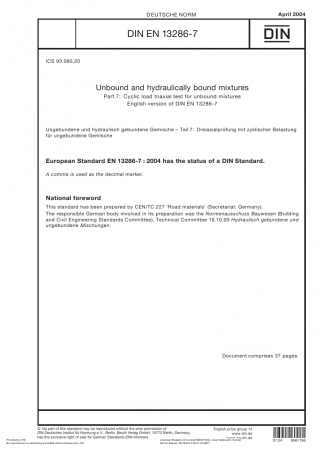 DEUTSCHE NORM
April 2004
DIN EN 13286-7
DIN
ICS 93.080.20
Unbound and hydraulically bound mixtures
Part 7: Cyclic load triaxial test for unbound mixtures
English version of DIN EN 13286-7
Ungebundene und hydraulisch gebundene Gemische – Teil 7: Dreiaxialprüfung mit zyklischer Belastung
für ungebundene Gemische
European Standard EN 13286-7 : 2004 has the status of a DIN Standard.
A comma is used as the decimal marker.
National foreword
This standard has been prepared by CEN/TC 227 'Road materials' (Secretariat: Germany).
The responsible German body involved in its preparation was the Normenausschuss Bauwesen (Building
and Civil Engineering Standards Committee), Technical Committee 10.10.00 Hydraulisch gebundene und
ungebundene Mischungen.
Document comprises 37 pages.
© No part of this standard may be reproduced without the prior permission of
DIN Deutsches Institut für Normung e.V., Berlin. Beuth Verlag GmbH, 10772 Berlin, Germany,
has the exclusive right of sale for German Standards (DIN-Normen).
English price group 14
www.din.de
07.04
9561766